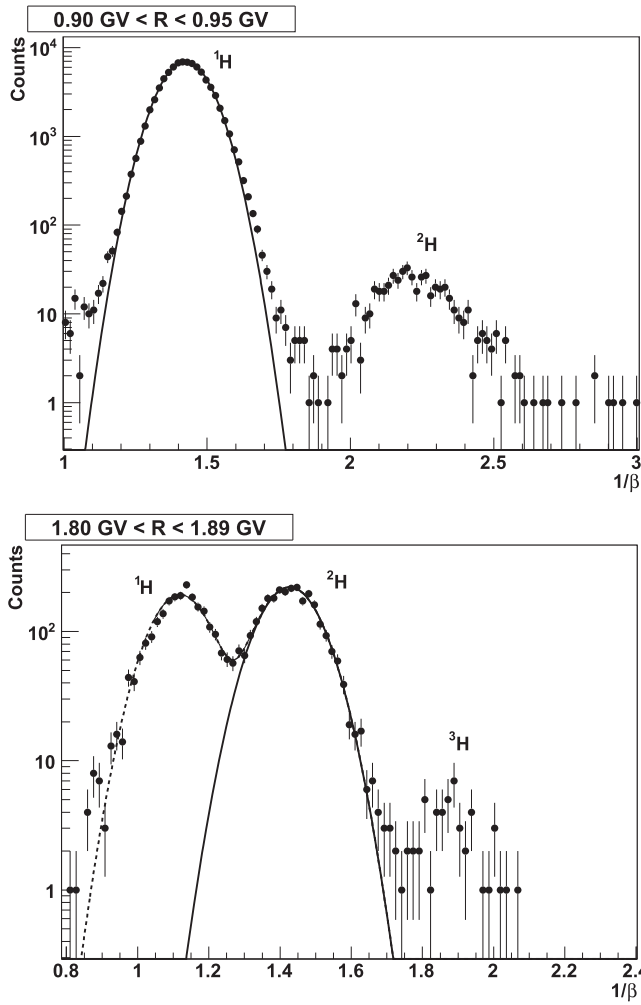 0.90 GV < R < 0.95 GV
Counts
10⁴
10³
10²
10
1
¹H
²H
1
1.5
2
2.5
3
1/β
1.80 GV < R < 1.89 GV
Counts
10²
10
1
¹H
²H
³H
0.8
1
1.2
1.4
1.6
1.8
2
2.2
2.4
1/β